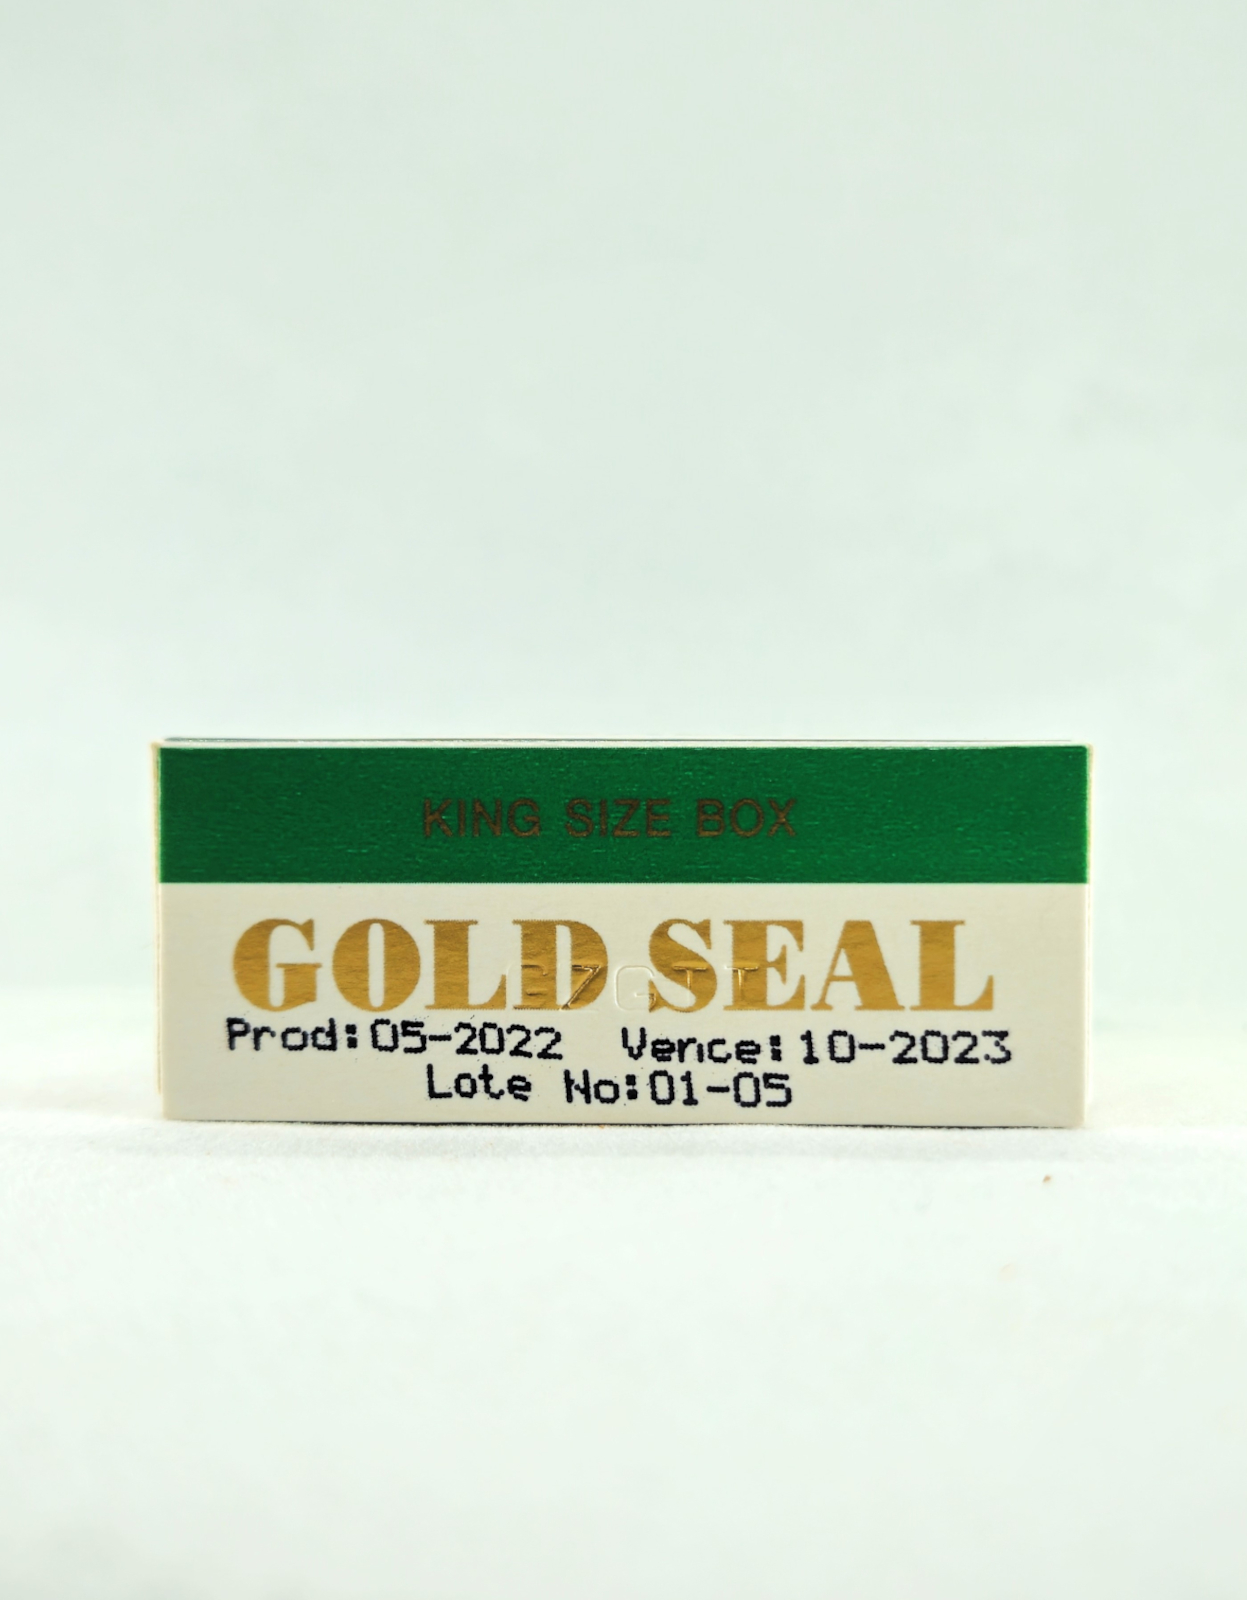 KING SIZE BOX
GOLD SEAL
Prod:05-2022 Vence:10-2023
Lote No:01-05